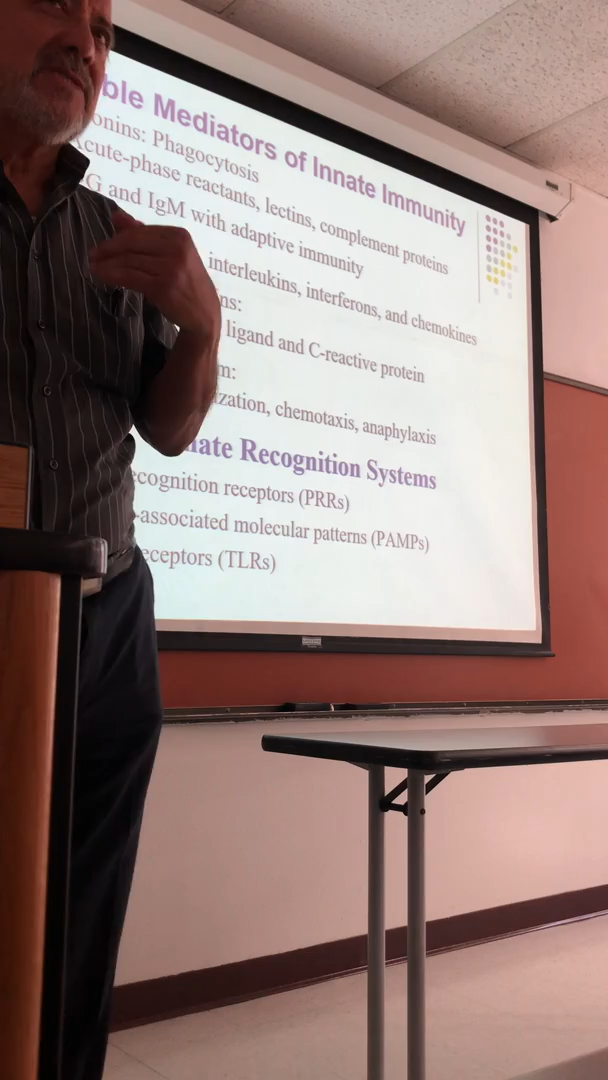 ble Mediators of Innate Immunity
onins: Phagocytosis
Acute-phase reactants, lectins, complement proteins
G and IgM with adaptive immunity
, interleukins, interferons, and chemokines
ns:
ligand and C-reactive protein
m:
ization, chemotaxis, anaphylaxis
nate Recognition Systems
ecognition receptors (PRRs)
-associated molecular patterns (PAMPs)
eceptors (TLRs)